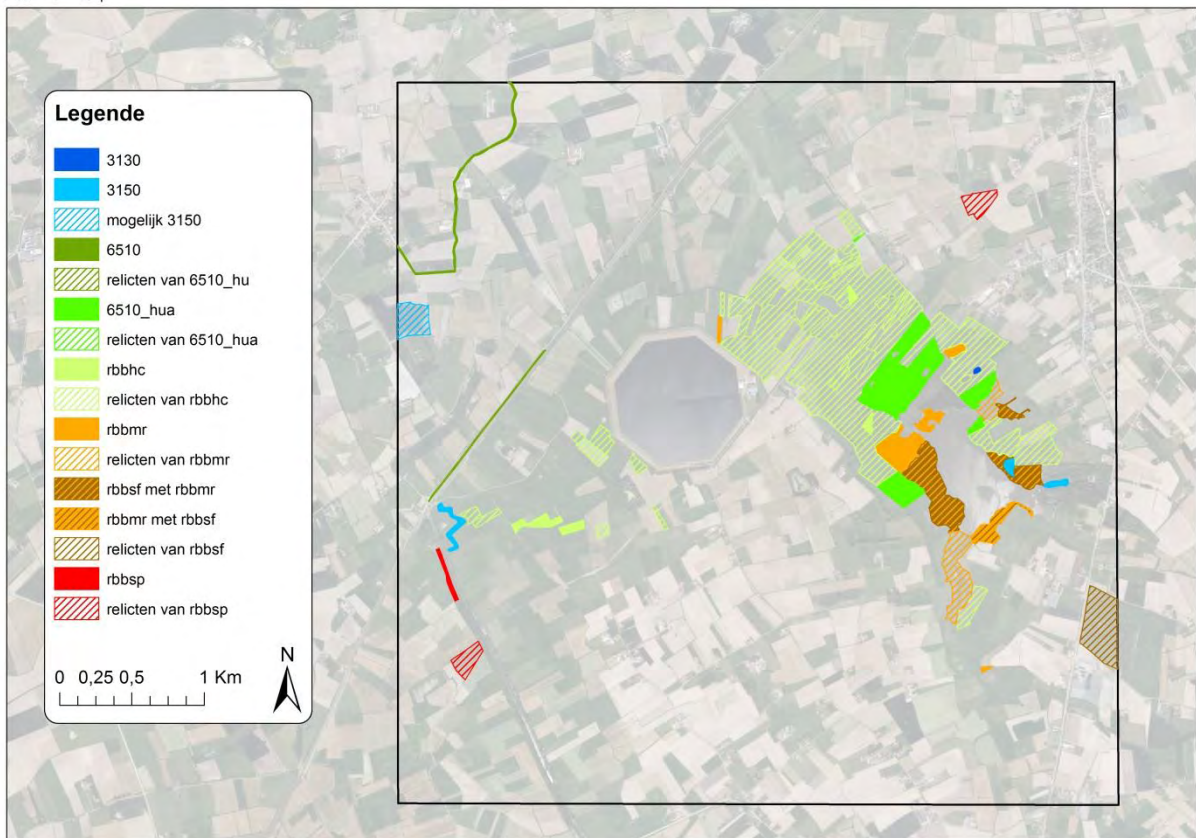 Legende
3130
3150
mogelijk 3150
6510
relicten van 6510_hu
6510_hua
relicten van 6510_hua
rbbhc
relicten van rbbhc
rbbmr
relicten van rbbmr
rbbsf met rbbmr
rbbmr met rbbsf
relicten van rbbsf
rbbsp
relicten van rbbsp
N
0 0,25 0,5 1 Km